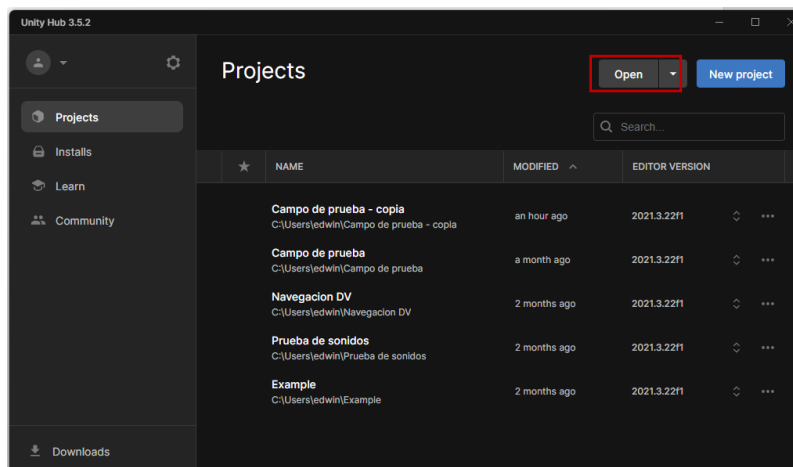 Unity Hub 3.5.2
Projects
Installs
Learn
Community
Downloads
Projects
Open
New project
Search...
NAME MODIFIED EDITOR VERSION
Campo de prueba - copia an hour ago 2021.3.22f1
C:\Users\edwin\Campo de prueba - copia
Campo de prueba a month ago 2021.3.22f1
C:\Users\edwin\Campo de prueba
Navegacion DV 2 months ago 2021.3.22f1
C:\Users\edwin\Navegacion DV
Prueba de sonidos 2 months ago 2021.3.22f1
C:\Users\edwin\Prueba de sonidos
Example 2 months ago 2021.3.22f1
C:\Users\edwin\Example